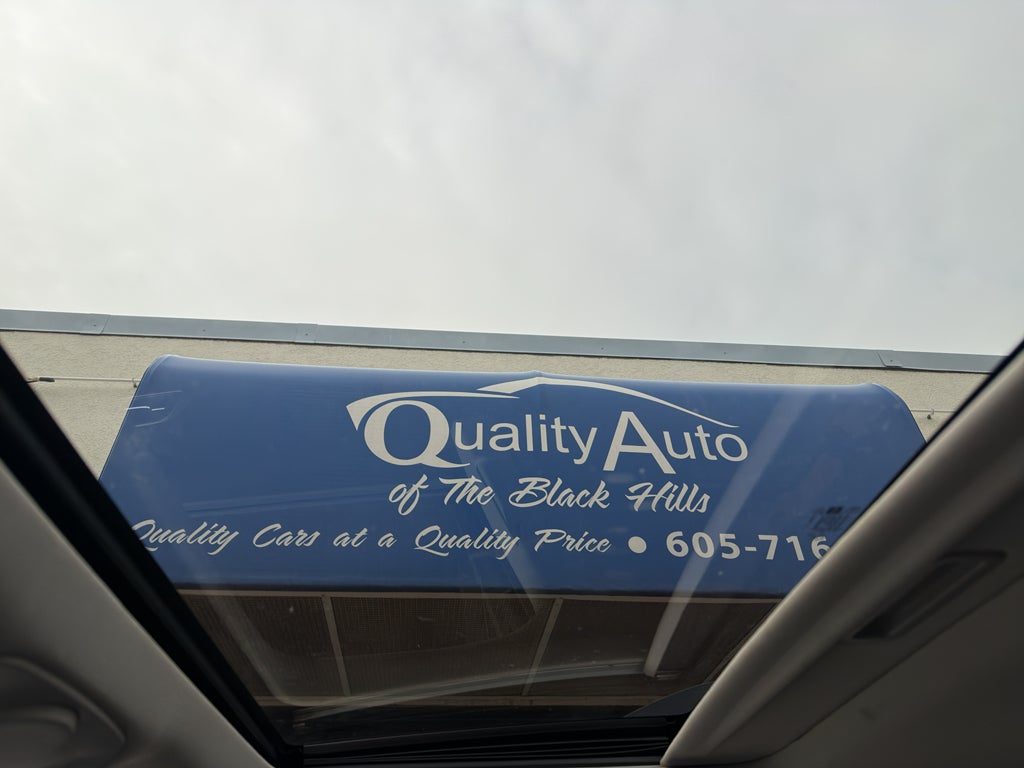 Quality Auto
of The Black Hills
Quality Cars at a Quality Price • 605-716